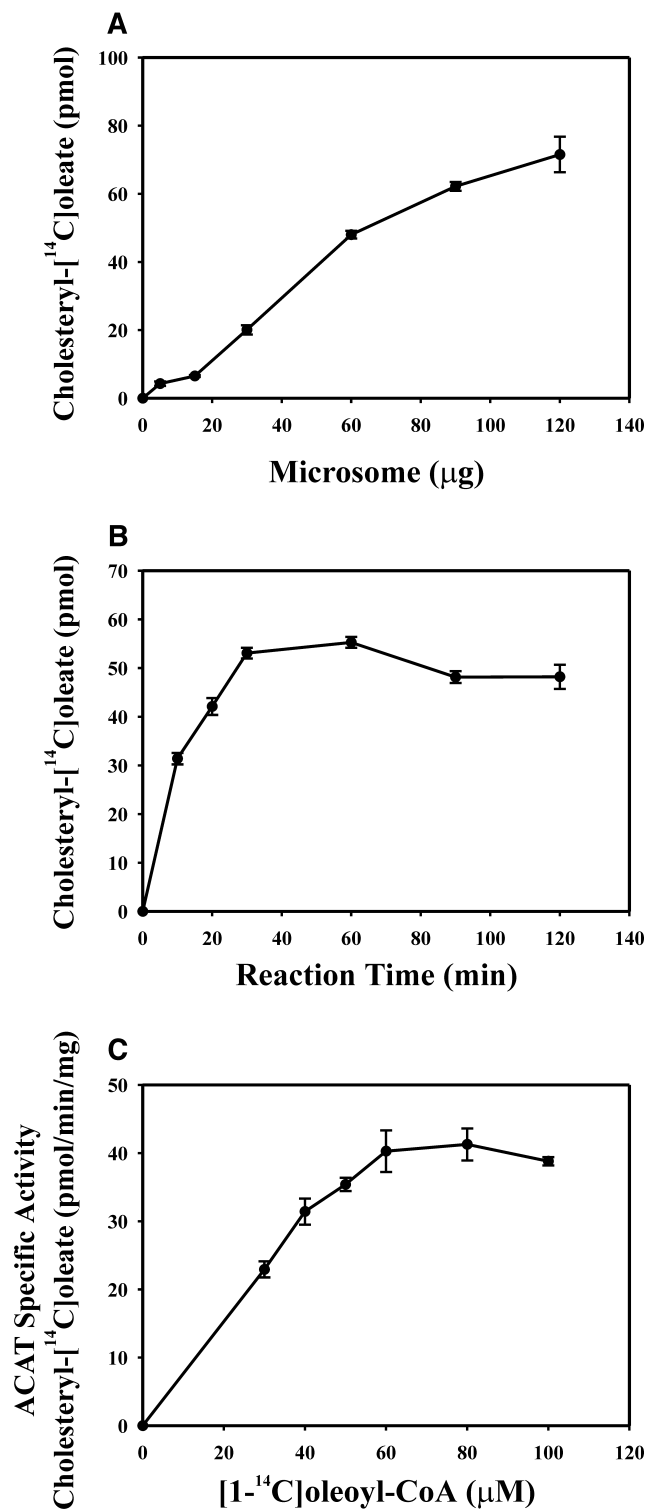 A
Cholesteryl-[¹⁴C]oleate (pmol)
100
80
60
40
20
0
0 20 40 60 80 100 120 140
Microsome (μg)
B
Cholesteryl-[¹⁴C]oleate (pmol)
70
60
50
40
30
20
10
0
0 20 40 60 80 100 120 140
Reaction Time (min)
C
ACAT Specific Activity
Cholesteryl-[¹⁴C]oleate (pmol/min/mg)
50
40
30
20
10
0
0 20 40 60 80 100 120
[1-¹⁴C]oleoyl-CoA (μM)